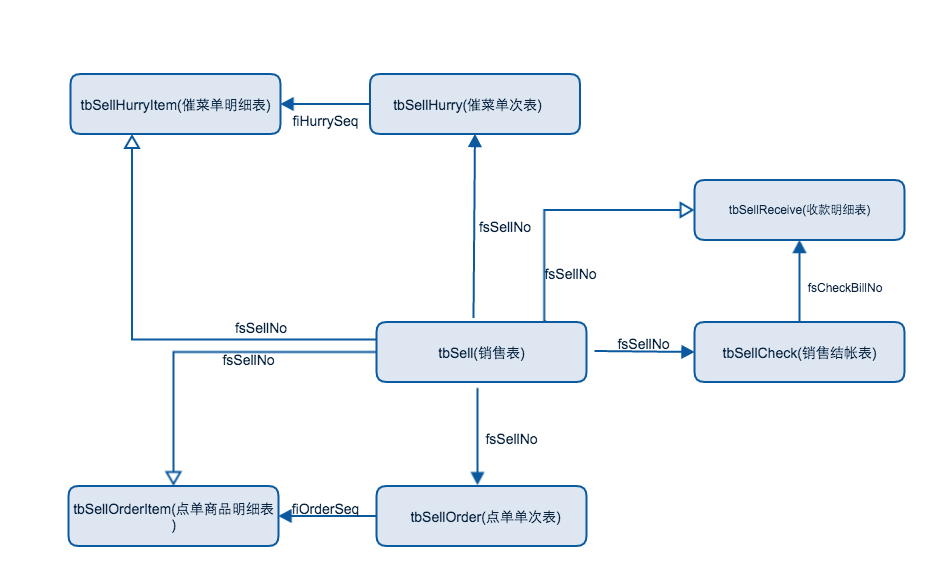 tbSellHurryItem(催菜单明细表)
tbSellHurry(催菜单次表)
fiHurrySeq
tbSellReceive(收款明细表)
fsSellNo
fsSellNo
fsCheckBillNo
fsSellNo
fsSellNo
fsSellNo
tbSell(销售表)
tbSellCheck(销售结帐表)
fsSellNo
tbSellOrderItem(点单商品明细表
)
fiOrderSeq
tbSellOrder(点单单次表)